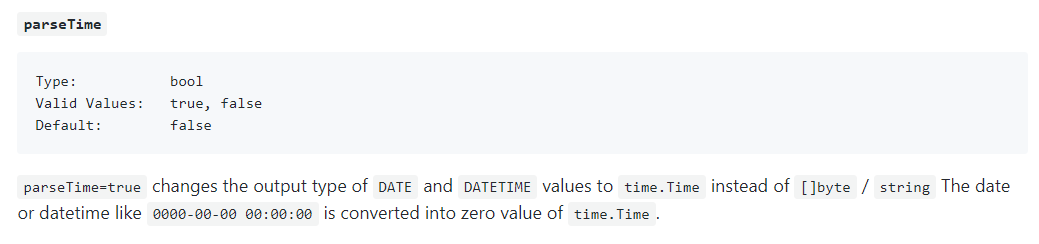 parseTime
Type: bool
Valid Values: true, false
Default: false
parseTime=true changes the output type of DATE and DATETIME values to time.Time instead of []byte / string The date
or datetime like 0000-00-00 00:00:00 is converted into zero value of time.Time.